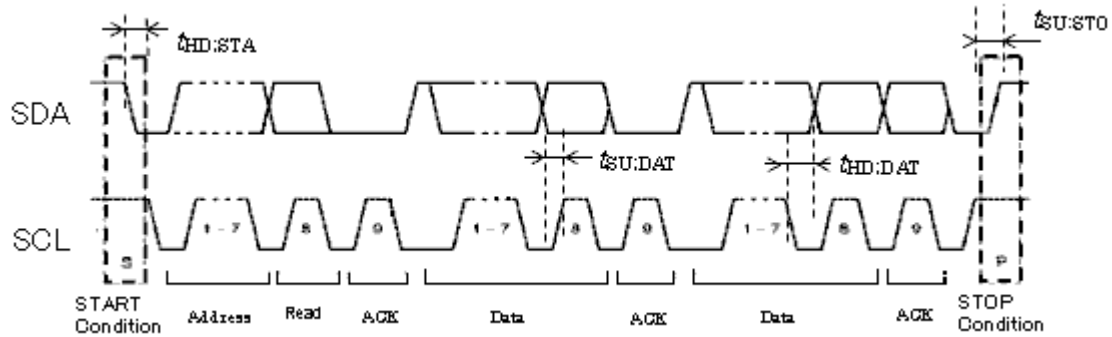 tHD:STA
tSU:STO
SDA
tSU:DAT
tHD:DAT
SCL
1-7 8 9 1-7 8 9 1-7 8 9
S P
START Condition
Address Read ACK Data ACK Data ACK
STOP Condition